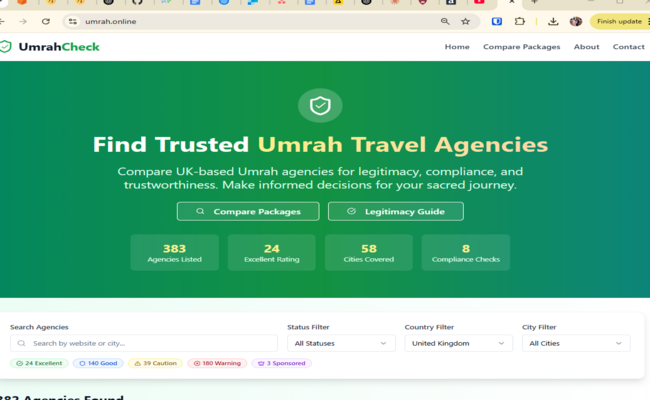 umrah.online
Finish update
UmrahCheck
Home Compare Packages About Contact
Find Trusted Umrah Travel Agencies
Compare UK-based Umrah agencies for legitimacy, compliance, and
trustworthiness. Make informed decisions for your sacred journey.
Compare Packages Legitimacy Guide
383 24 58 8
Agencies Listed Excellent Rating Cities Covered Compliance Checks
Search Agencies Status Filter Country Filter City Filter
Search by website or city... All Statuses United Kingdom All Cities
24 Excellent 140 Good 39 Caution 180 Warning 3 Sponsored
Agencies Found